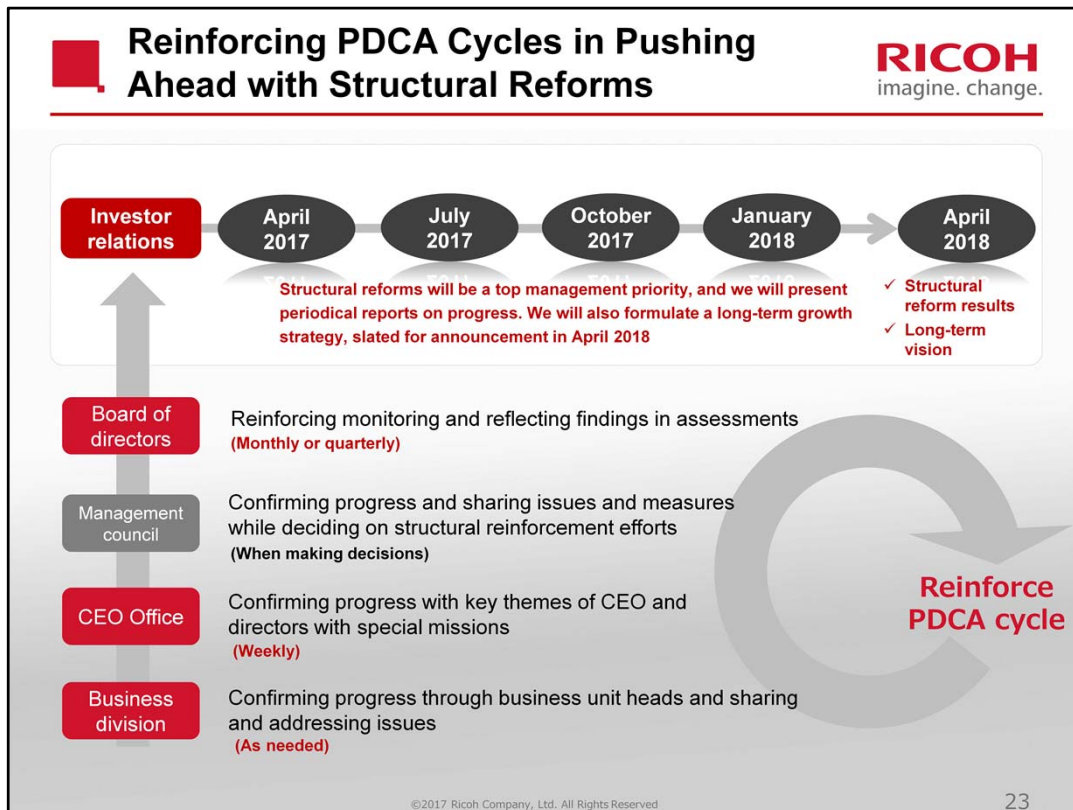 Reinforcing PDCA Cycles in Pushing
Ahead with Structural Reforms
RICOH
imagine. change.
Investor
relations
April
2017
July
2017
October
2017
January
2018
April
2018
Structural reforms will be a top management priority, and we will present
periodical reports on progress. We will also formulate a long-term growth
strategy, slated for announcement in April 2018
✓ Structural
reform results
✓ Long-term
vision
Board of
directors
Reinforcing monitoring and reflecting findings in assessments
(Monthly or quarterly)
Management
council
Confirming progress and sharing issues and measures
while deciding on structural reinforcement efforts
(When making decisions)
CEO Office
Confirming progress with key themes of CEO and
directors with special missions
(Weekly)
Business
division
Confirming progress through business unit heads and sharing
and addressing issues
(As needed)
Reinforce
PDCA cycle
©2017 Ricoh Company, Ltd. All Rights Reserved
23